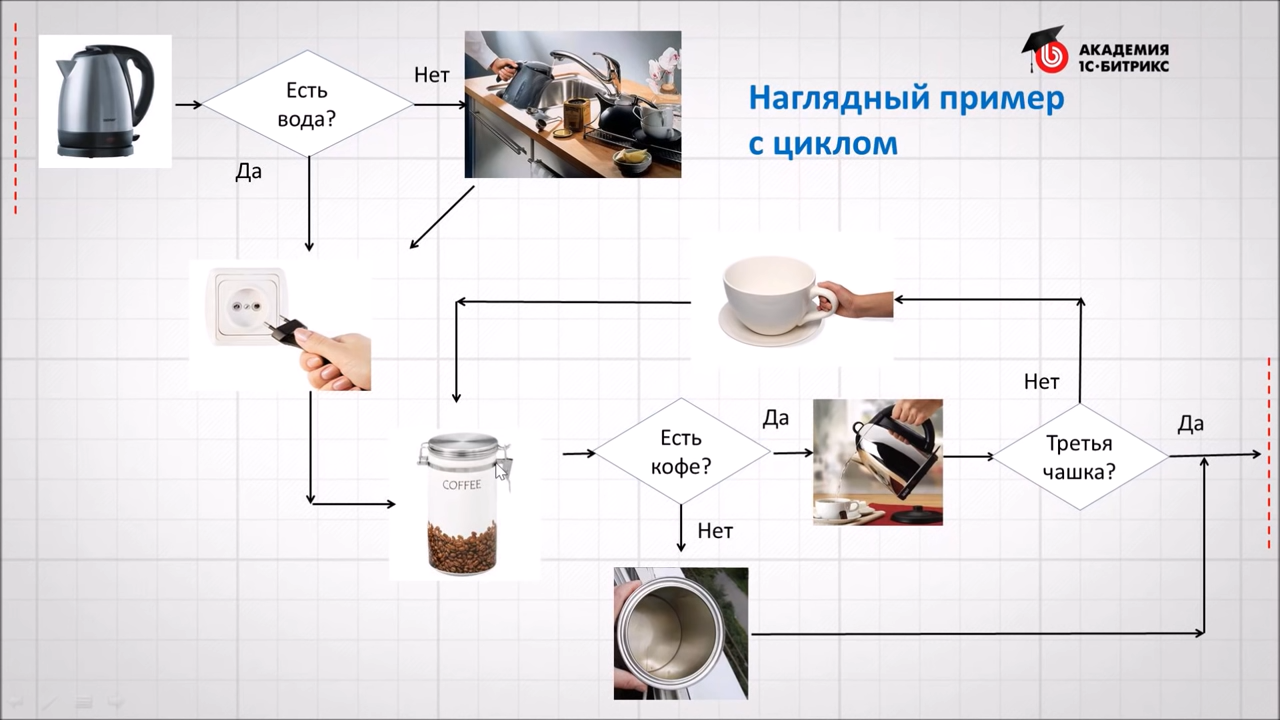 АКАДЕМИЯ
1С·БИТРИКС
Наглядный пример
с циклом
Есть
вода?
Нет
Да
COFFEE
Есть
кофе?
Да
Нет
Третья
чашка?
Нет
Да